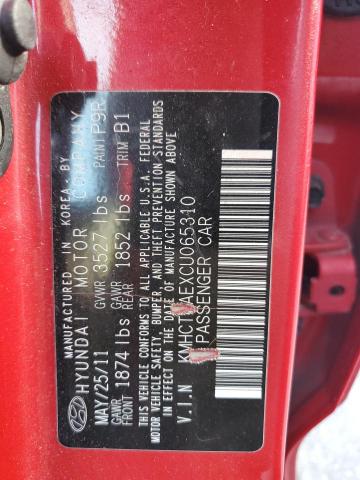 MANUFACTURED IN KOREA BY
HYUNDAI MOTOR COMPANY
MAY/25/11 GVWR 3527 lbs PAINT P9R
GAWR FRONT 1874 lbs GAWR REAR 1852 lbs TRIM B1
THIS VEHICLE CONFORMS TO ALL APPLICABLE U.S.A. FEDERAL
MOTOR VEHICLE SAFETY, BUMPER, AND THEFT PREVENTION STANDARDS
IN EFFECT ON THE DATE OF MANUFACTURE SHOWN ABOVE.
V.I.N
PASSENGER CAR